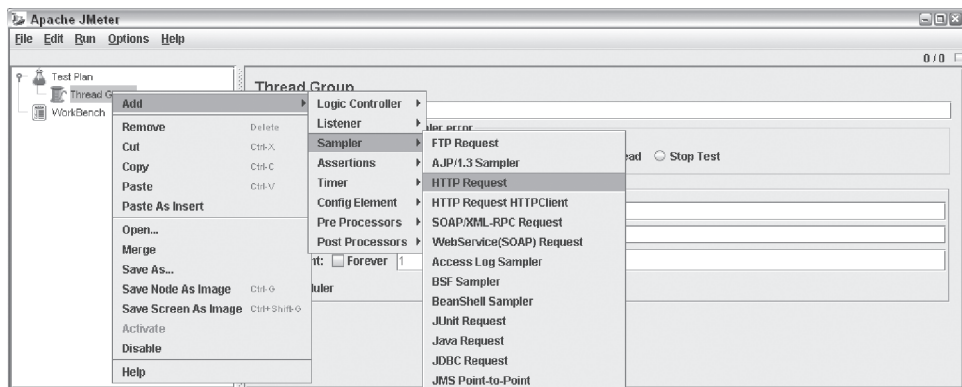 Apache JMeter
File Edit Run Options Help
0 / 0
Test Plan
Thread G
WorkBench
Thread Group
Add
Remove Delete
Cut Ctrl-X
Copy Ctrl-C
Paste Ctrl-V
Paste As Insert
Open...
Merge
Save As...
Save Node As Image Ctrl-G
Save Screen As Image Ctrl+Shift-G
Activate
Disable
Help
Logic Controller
Listener
Sampler
Assertions
Timer
Config Element
Pre Processors
Post Processors
ler error
FTP Request
AJP/1.3 Sampler
HTTP Request
HTTP Request HTTPClient
SOAP/XML-RPC Request
WebService(SOAP) Request
Access Log Sampler
BSF Sampler
BeanShell Sampler
JUnit Request
Java Request
JDBC Request
JMS Point-to-Point
ead Stop Test
nt: Forever 1
uler